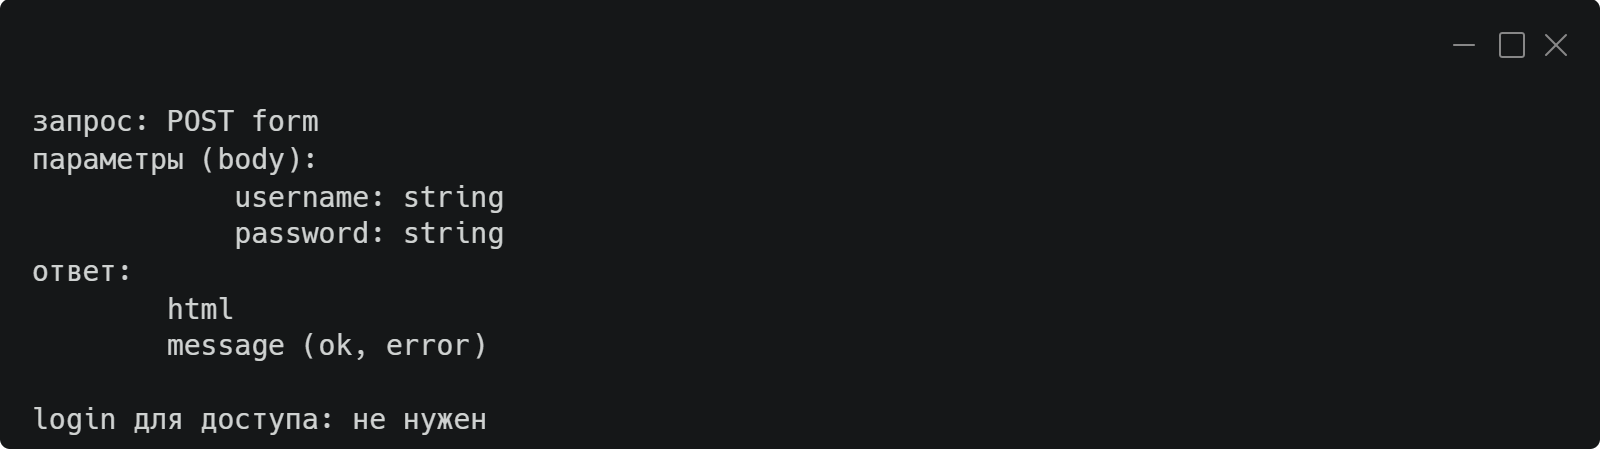 запрос: POST form
параметры (body):
username: string
password: string
ответ:
html
message (ok, error)
login для доступа: не нужен